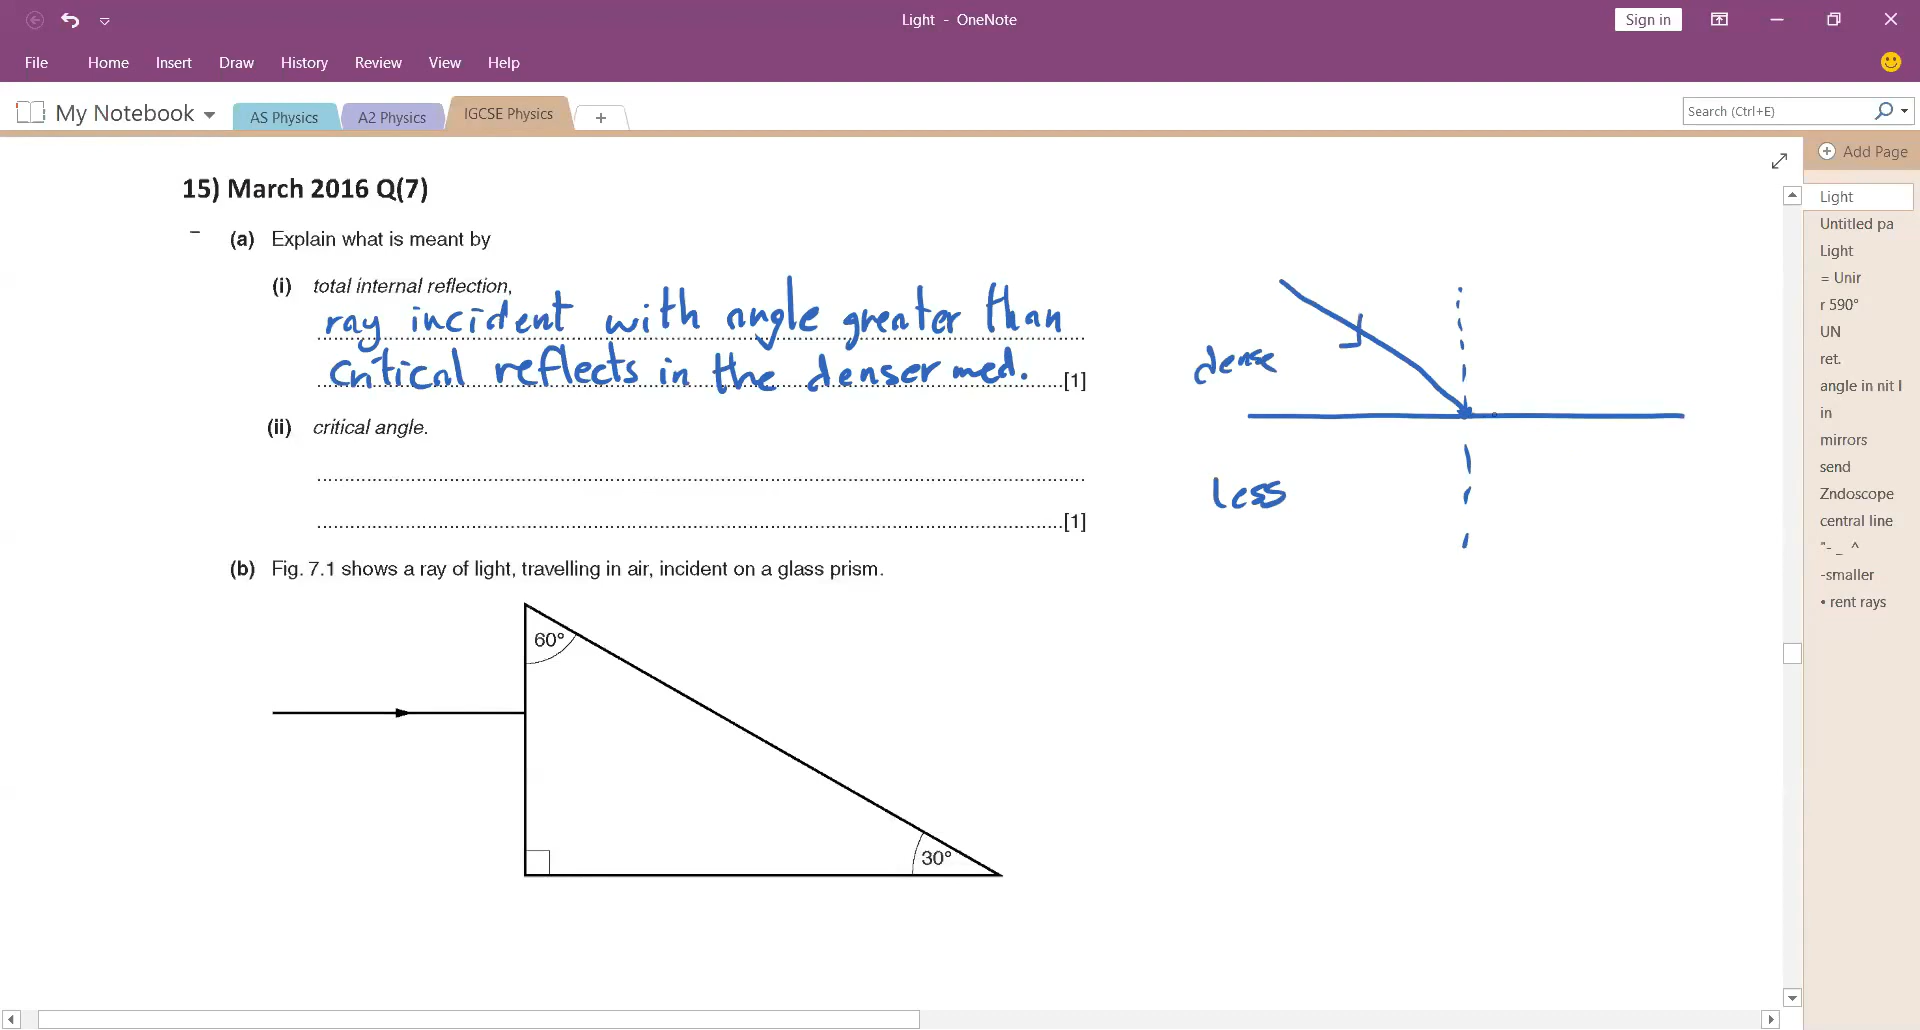 Light - OneNote
Sign in
File Home Insert Draw History Review View Help
My Notebook
AS Physics
A2 Physics
IGCSE Physics
+
Search (Ctrl+E)
Add Page
15) March 2016 Q(7)
(a) Explain what is meant by
(i) total internal reflection,
ray incident with angle greater than
critical reflects in the denser med.
[1]
(ii) critical angle.
[1]
(b) Fig. 7.1 shows a ray of light, travelling in air, incident on a glass prism.
60°
30°
dense
less
Light
Untitled pa
Light
= Unir
r 590°
UN
ret.
angle in nit l
in
mirrors
send
Zndoscope
central line
"- _ ^
-smaller
• rent rays